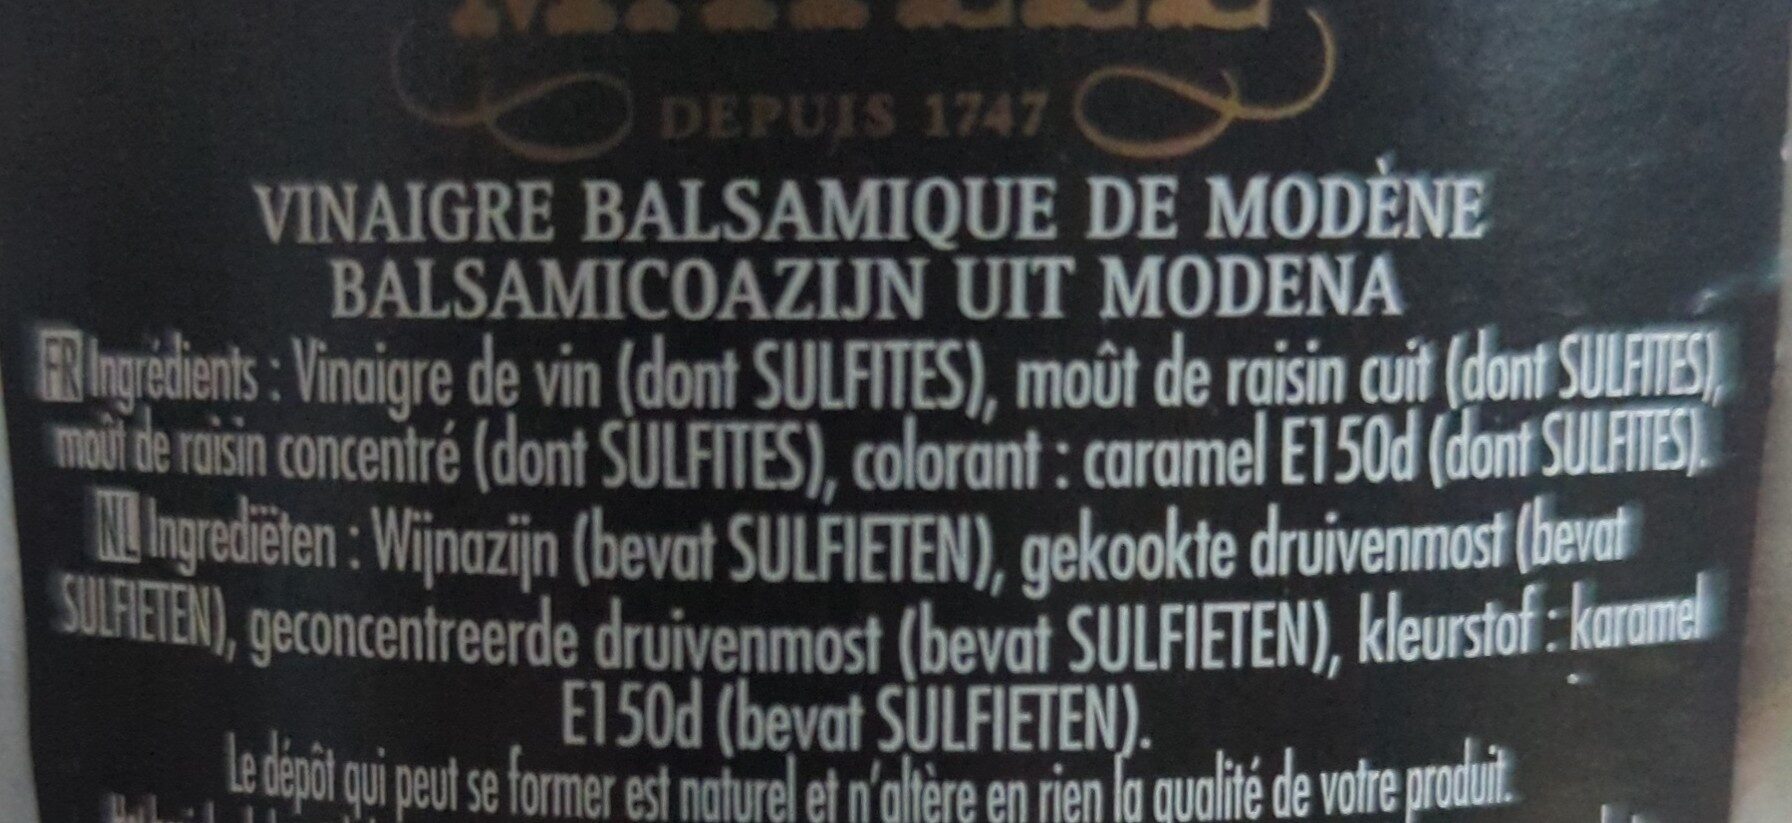 DEPUIS 1747
VINAIGRE BALSAMIQUE DE MODÈNE
BALSAMICOAZIJN UIT MODENA
FR Ingrédients : Vinaigre de vin (dont SULFITES), moût de raisin cuit (dont SULFITES),
moût de raisin concentré (dont SULFITES), colorant : caramel E150d (dont SULFITES).
NL Ingrediëten : Wijnazijn (bevat SULFIETEN), gekookte druivenmost (bevat
SULFIETEN), geconcentreerde druivenmost (bevat SULFIETEN), kleurstof : karamel
E150d (bevat SULFIETEN).
Le dépôt qui peut se former est naturel et n'altère en rien la qualité de votre produit.